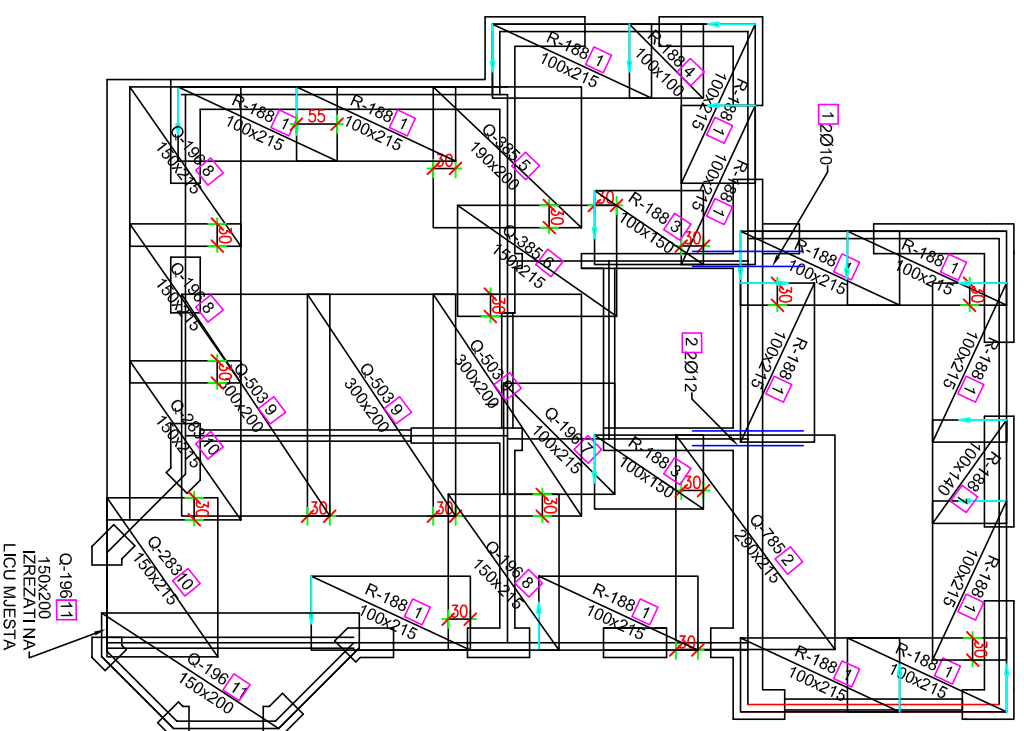 R-188 1
100x215
R-188 4
100x100
R-188 1
100x215
R-188 1
100x215
1 2Ø10
R-188 1
100x215
55
R-188 1
100x215
Q-385 5
190x200
30
Q-196 8
150x215
30
30
30
R-188 3
100x150
30
Q-385 6
150x215
30
R-188 1
100x215
R-188 1
100x215
30
30
Q-196 8
150x215
30
Q-503 9
300x200
Q-503 9
300x200
Q-503 9
300x200
2 2Ø12
R-188 1
100x215
R-188 1
100x215
Q-283 10
150x215
30
30
30
30
Q-196 7
100x215
R-188 3
100x150
30
R-188 7
100x140
Q-785 2
290x215
Q-283 10
150x215
Q-196 8
150x215
R-188 1
100x215
30
R-188 1
100x215
30
R-188 1
100x215
30
R-188 1
100x215
R-188 1
100x215
Q-196 11
150x200
Q-196 11
150x200
IZREZATI NA
LICU MJESTA